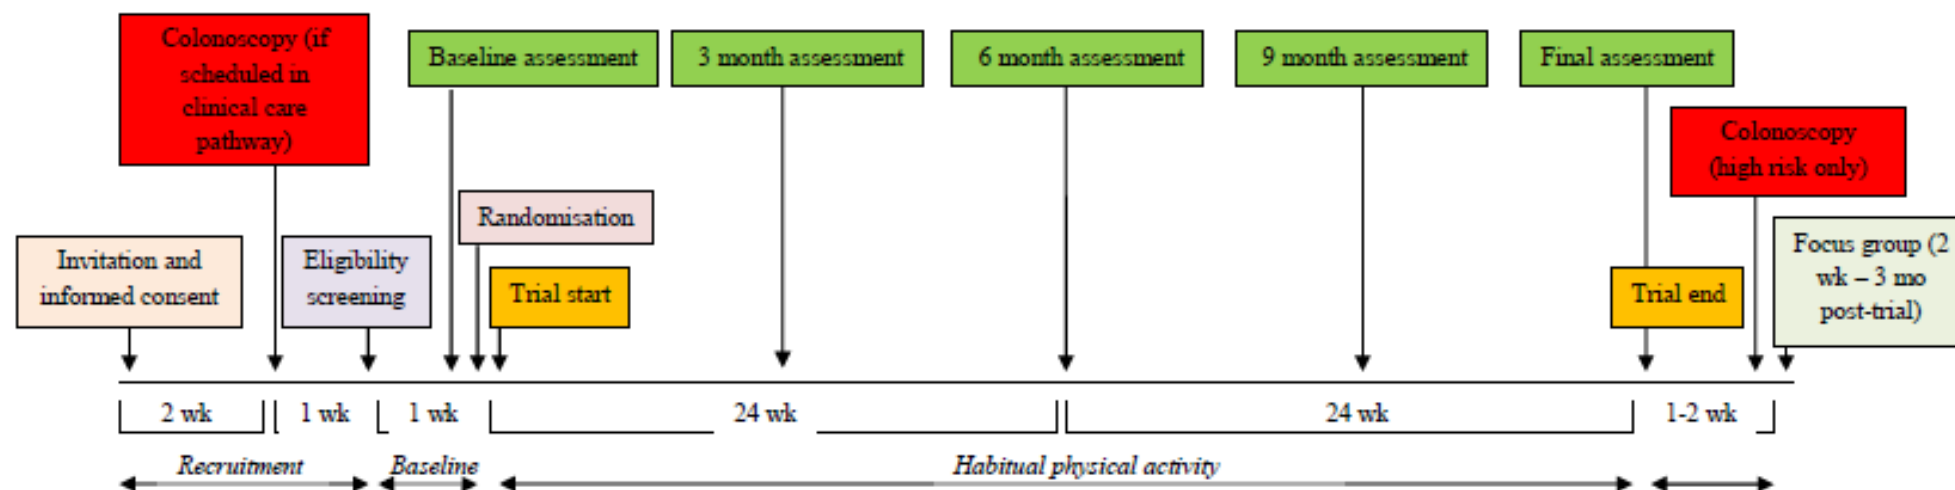 Colonoscopy (if
scheduled in
clinical care
pathway)
Baseline assessment
3 month assessment
6 month assessment
9 month assessment
Final assessment
Colonoscopy
(high risk only)
Randomisation
Invitation and
informed consent
Eligibility
screening
Trial start
Trial end
Focus group (2
wk – 3 mo
post-trial)
2 wk
1 wk
1 wk
24 wk
24 wk
1-2 wk
Recruitment
Baseline
Habitual physical activity